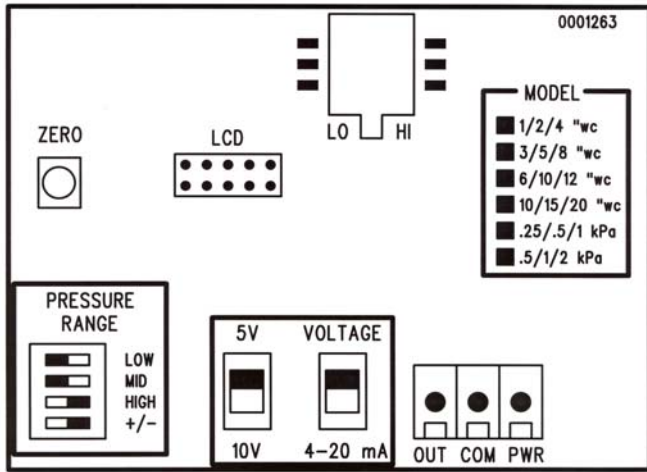 0001263
MODEL
1/2/4 "wc
3/5/8 "wc
6/10/12 "wc
10/15/20 "wc
.25/.5/1 kPa
.5/1/2 kPa
LO HI
ZERO
LCD
PRESSURE
RANGE
LOW
MID
HIGH
+/-
5V VOLTAGE
10V 4-20 mA
OUT COM PWR